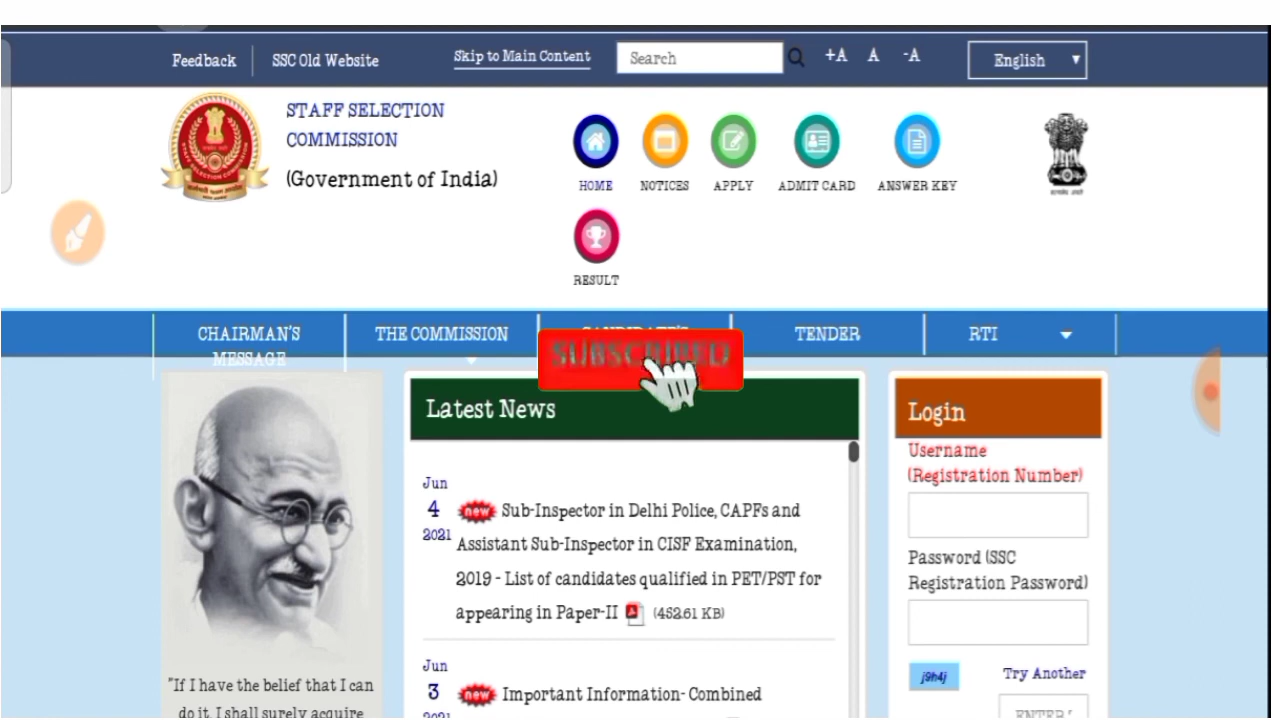 Feedback
SSC Old Website
Skip to Main Content
Search
+A A -A
English
STAFF SELECTION
COMMISSION
(Government of India)
HOME
NOTICES
APPLY
ADMIT CARD
ANSWER KEY
RESULT
CHAIRMAN'S
MESSAGE
THE COMMISSION
CANDIDATE'S
TENDER
RTI
SUBSCRIBED
Latest News
Jun
4
2021
new Sub-Inspector in Delhi Police, CAPFs and
Assistant Sub-Inspector in CISF Examination,
2019 - List of candidates qualified in PET/PST for
appearing in Paper-II (452.61 KB)
Jun
3
2021
new Important Information- Combined
"If I have the belief that I can
do it, I shall surely acquire
Login
Username
(Registration Number)
Password (SSC
Registration Password)
j9h4j
Try Another